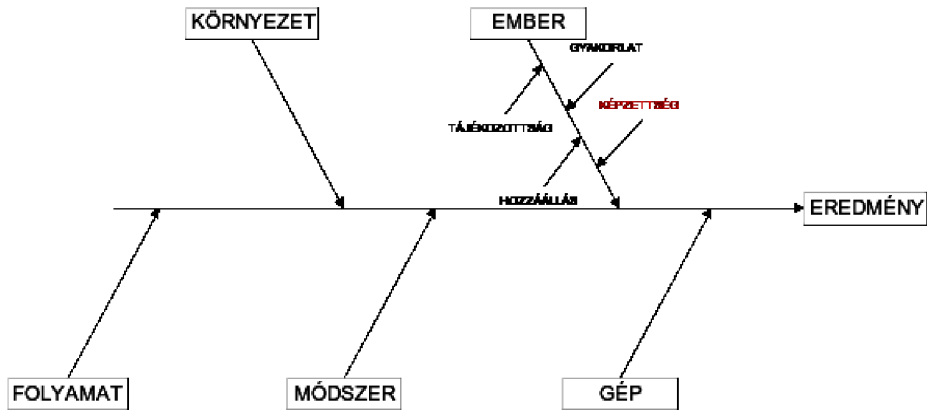 KÖRNYEZET
EMBER
GYAKORLAT
KÉPZETTSÉG
TÁJÉKOZOTTSÁG
HOZZÁÁLLÁS
EREDMÉNY
FOLYAMAT
MÓDSZER
GÉP